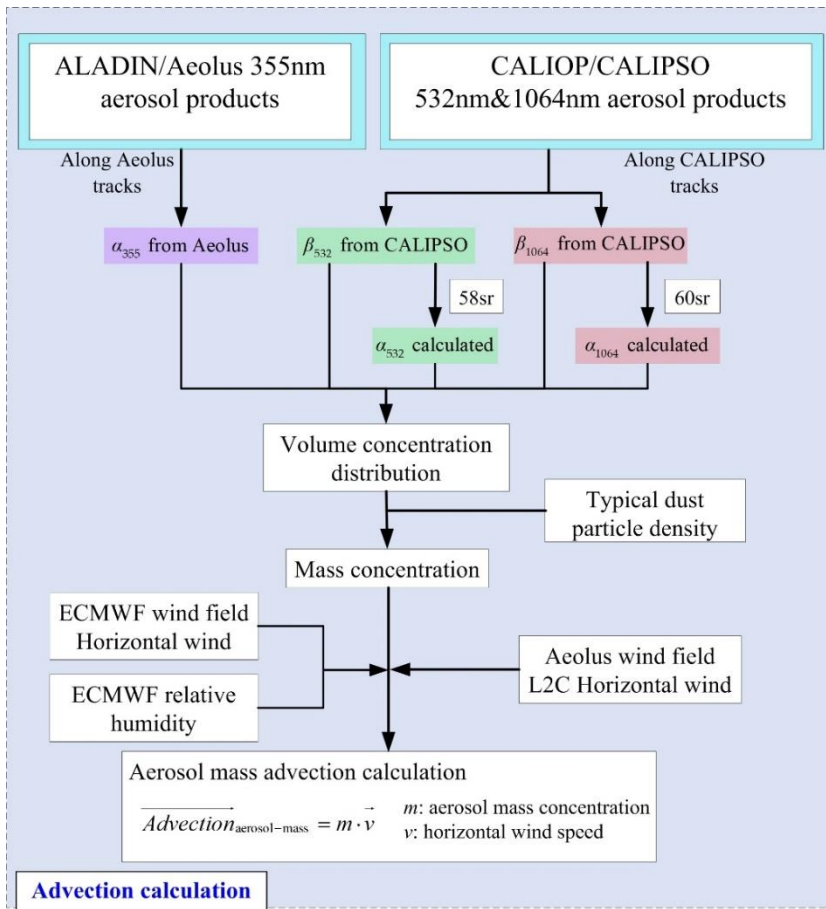 ALADIN/Aeolus 355nm
aerosol products
CALIOP/CALIPSO
532nm&1064nm aerosol products
Along Aeolus
tracks
Along CALIPSO
tracks
α355 from Aeolus
β532 from CALIPSO
β1064 from CALIPSO
58sr
60sr
α532 calculated
α1064 calculated
Volume concentration
distribution
Typical dust
particle density
Mass concentration
ECMWF wind field
Horizontal wind
Aeolus wind field
L2C Horizontal wind
ECMWF relative
humidity
Aerosol mass advection calculation
Advection aerosol−mass = m · v
m: aerosol mass concentration
v: horizontal wind speed
Advection calculation